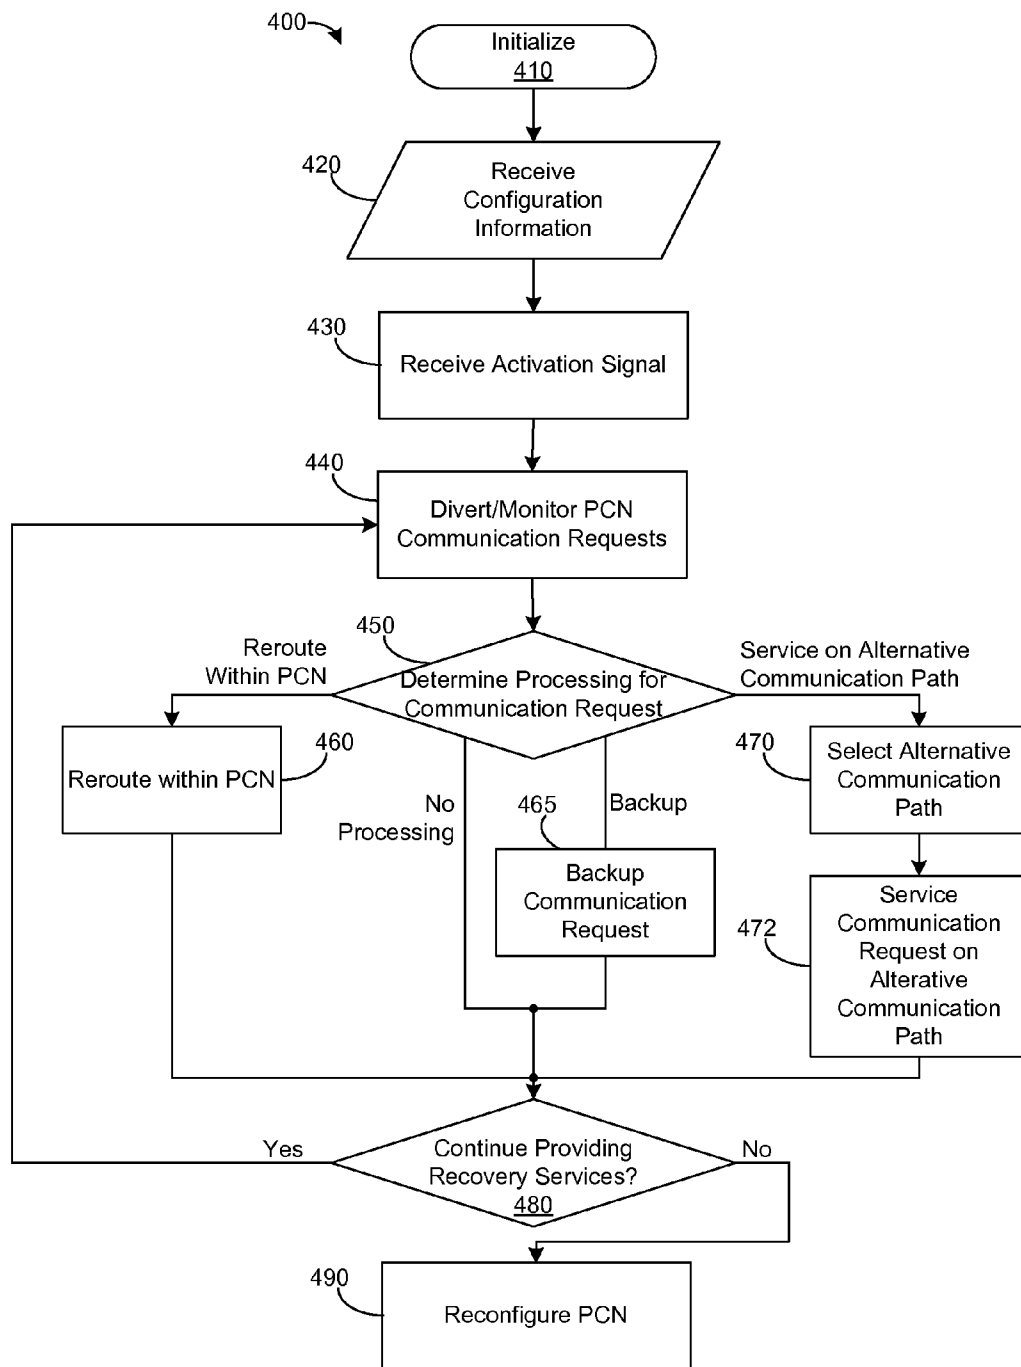 400
Initialize
410
420
Receive
Configuration
Information
430
Receive Activation Signal
440
Divert/Monitor PCN
Communication Requests
450
Reroute
Within PCN
Determine Processing for
Communication Request
Service on Alternative
Communication Path
460
Reroute within PCN
No
Processing
465
Backup
Backup
Communication
Request
470
Select Alternative
Communication
Path
472
Service
Communication
Request on
Alterative
Communication
Path
Yes
Continue Providing
Recovery Services?
480
No
490
Reconfigure PCN